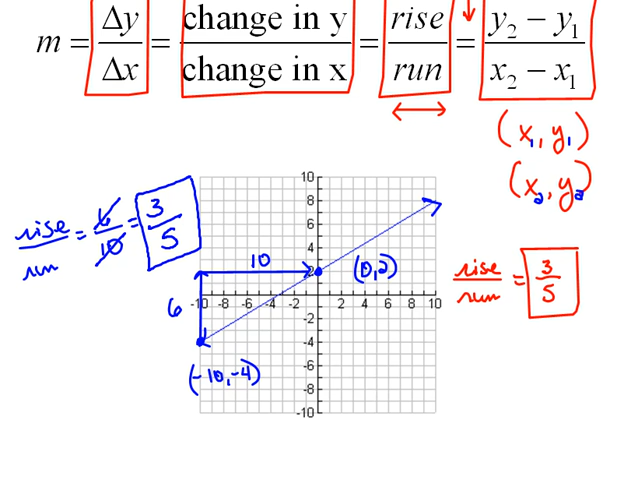 m = Δy/Δx = change in y/change in x = rise/run = y₂ − y₁/x₂ − x₁
(x₁, y₁)
(x₂, y₂)
rise/run = 6/10 = 3/5
10
6
(0,2)
(-10,-4)
rise/run = 3/5
10
8
6
4
2
-10 -8 -6 -4 -2 2 4 6 8 10
-2
-4
-6
-8
-10